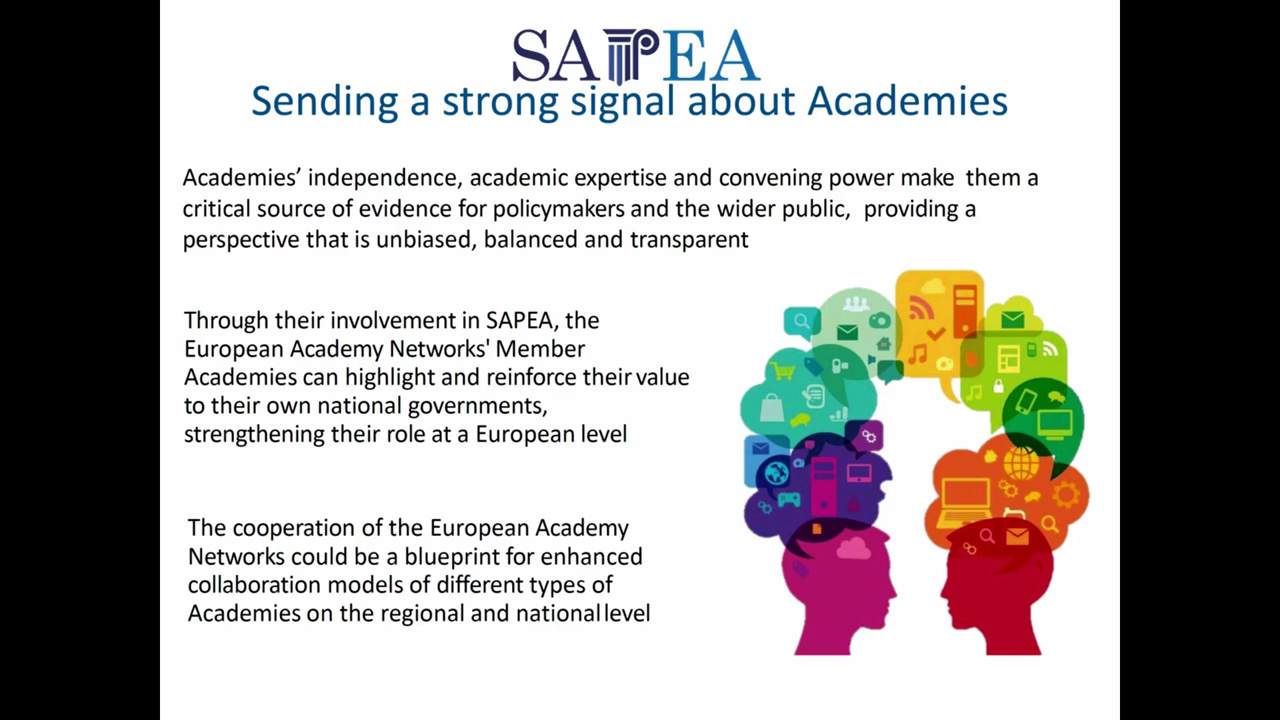 SAPEA
Sending a strong signal about Academies
Academies’ independence, academic expertise and convening power make them a
critical source of evidence for policymakers and the wider public, providing a
perspective that is unbiased, balanced and transparent
Through their involvement in SAPEA, the
European Academy Networks' Member
Academies can highlight and reinforce their value
to their own national governments,
strengthening their role at a European level
The cooperation of the European Academy
Networks could be a blueprint for enhanced
collaboration models of different types of
Academies on the regional and national level